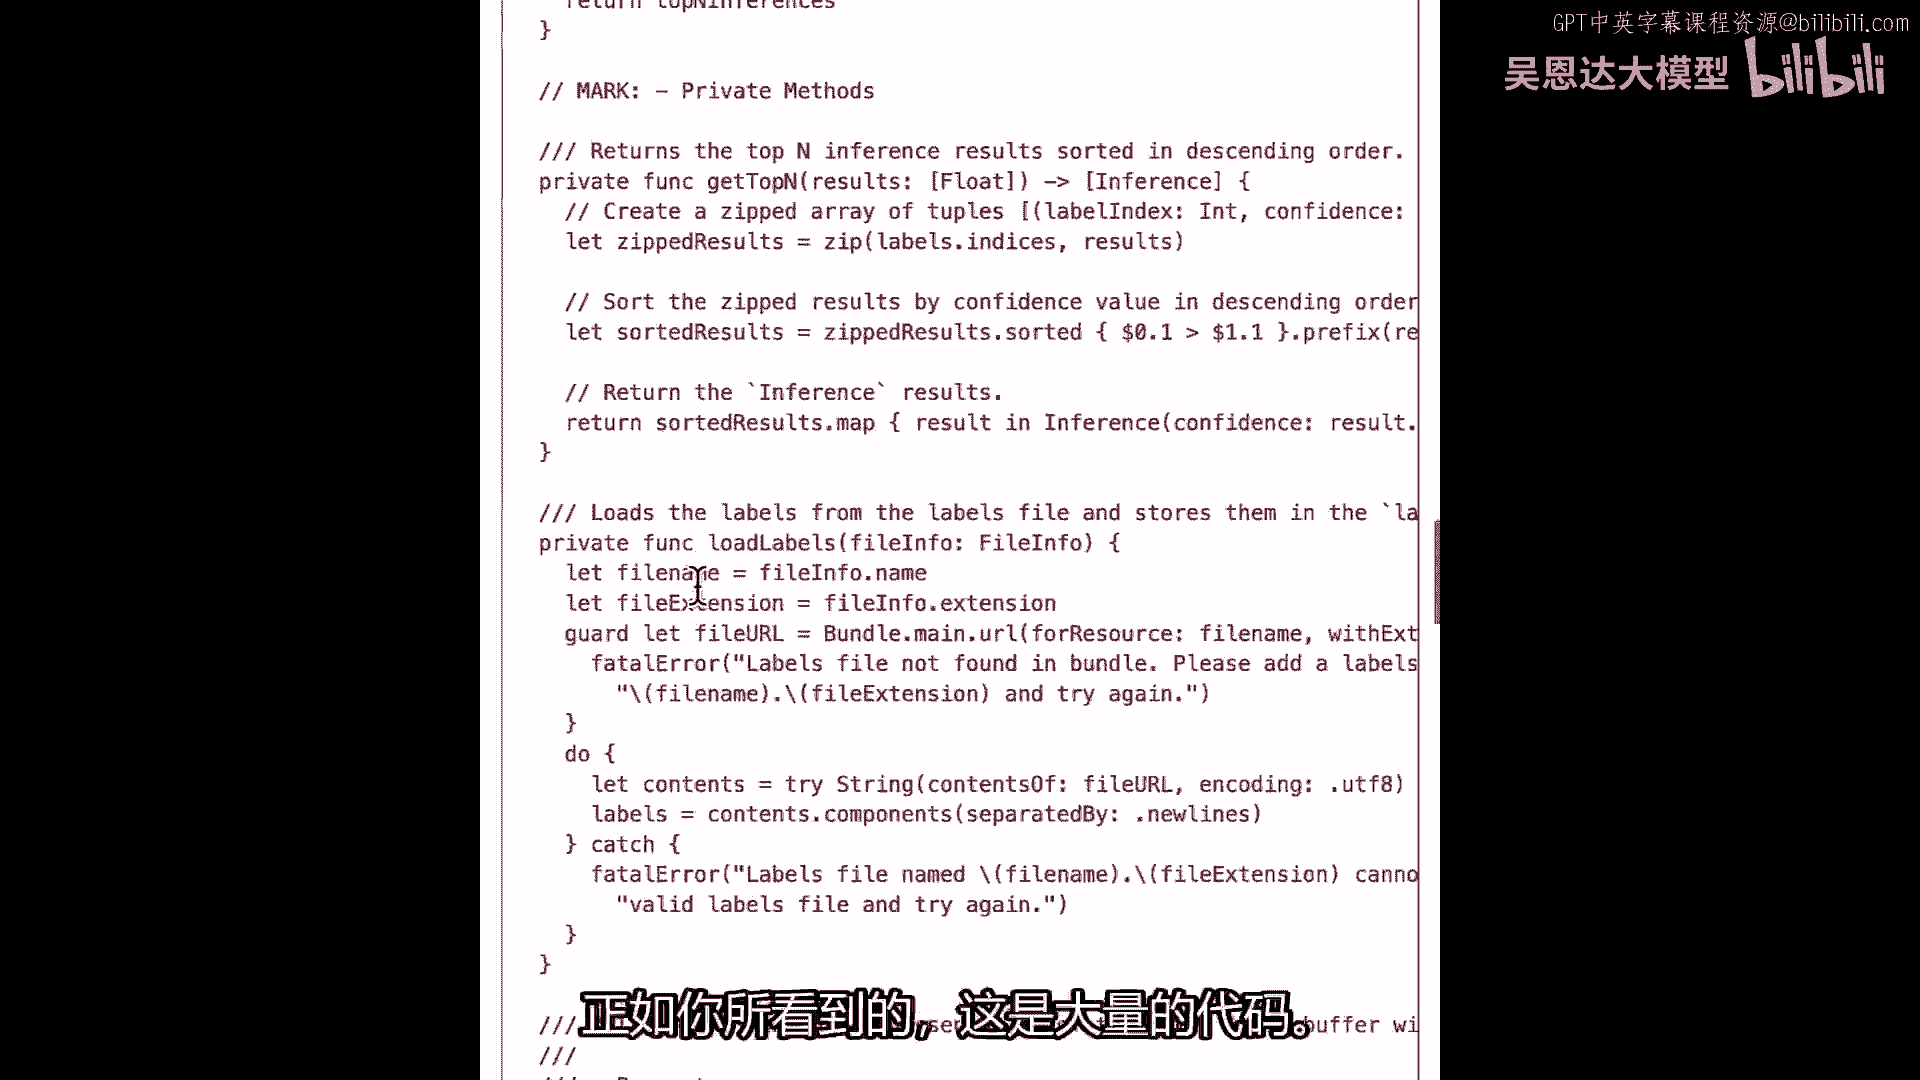 GPT中英字幕课程资源@bilibili.com
吴恩达大模型 bilibili
return topNInferences
}
// MARK: – Private Methods
/// Returns the top N inference results sorted in descending order.
private func getTopN(results: [Float]) -> [Inference] {
// Create a zipped array of tuples [(labelIndex: Int, confidence:
let zippedResults = zip(labels.indices, results)
// Sort the zipped results by confidence value in descending order
let sortedResults = zippedResults.sorted { $0.1 > $1.1 }.prefix(re
// Return the `Inference` results.
return sortedResults.map { result in Inference(confidence: result.
}
/// Loads the labels from the labels file and stores them in the `la
private func loadLabels(fileInfo: FileInfo) {
let filename = fileInfo.name
let fileExtension = fileInfo.extension
guard let fileURL = Bundle.main.url(forResource: filename, withExt
fatalError("Labels file not found in bundle. Please add a labels
"\(filename).\(fileExtension) and try again.")
}
do {
let contents = try String(contentsOf: fileURL, encoding: .utf8)
labels = contents.components(separatedBy: .newlines)
} catch {
fatalError("Labels file named \(filename).\(fileExtension) canno
"valid labels file and try again.")
}
}
/// buffer wi
正如你所看到的，这是大量的代码。
///